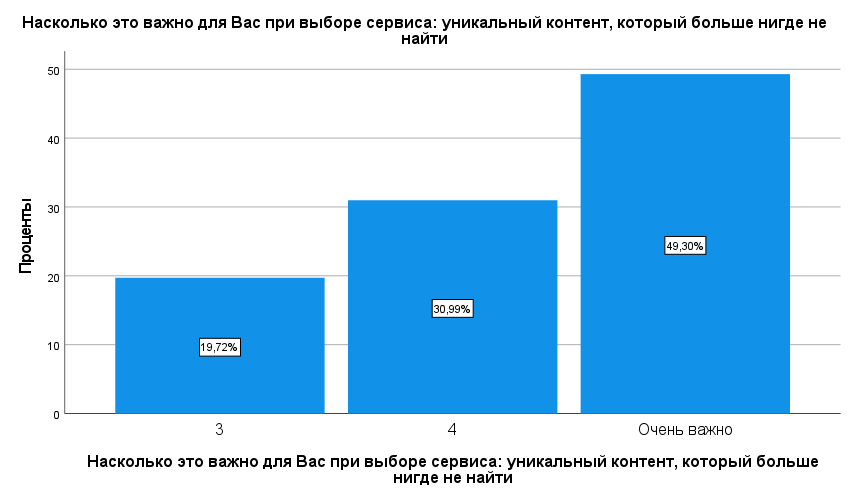 Насколько это важно для Вас при выборе сервиса: уникальный контент, который больше нигде не
найти
Проценты
50
40
30
20
10
0
19,72%
30,99%
49,30%
3
4
Очень важно
Насколько это важно для Вас при выборе сервиса: уникальный контент, который больше
нигде не найти